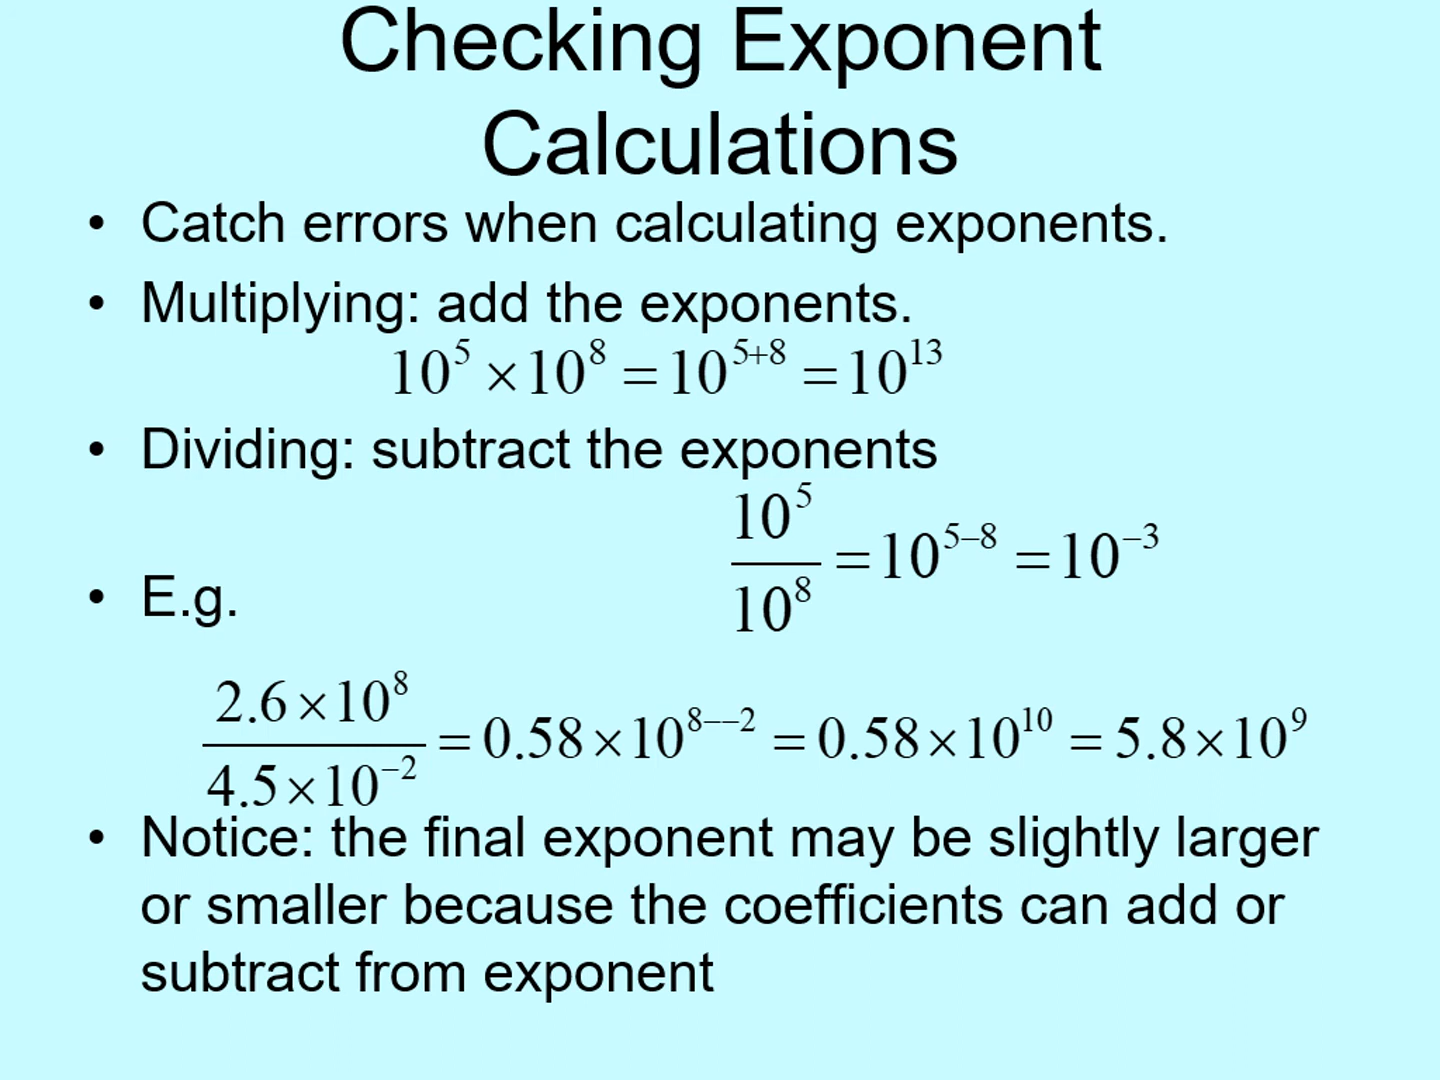 Checking Exponent
Calculations
• Catch errors when calculating exponents.
• Multiplying: add the exponents.
10^5 × 10^8 = 10^{5+8} = 10^{13}
• Dividing: subtract the exponents
\frac{10^5}{10^8} = 10^{5–8} = 10^{–3}
• E.g.
\frac{2.6 × 10^8}{4.5 × 10^{–2}} = 0.58 × 10^{8––2} = 0.58 × 10^{10} = 5.8 × 10^9
• Notice: the final exponent may be slightly larger
or smaller because the coefficients can add or
subtract from exponent